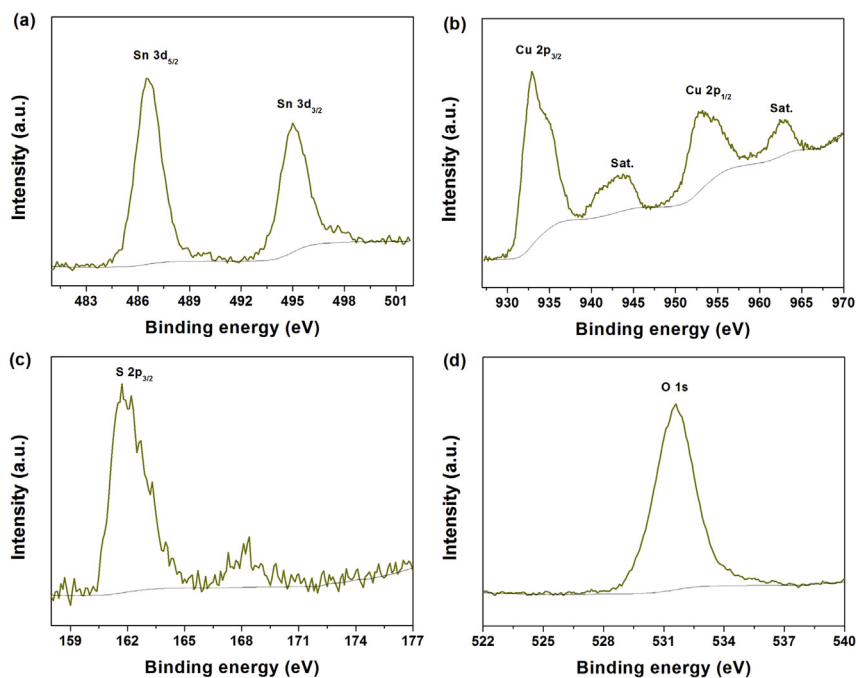 (a)
Sn 3d5/2
Sn 3d3/2
Intensity (a.u.)
483 486 489 492 495 498 501
Binding energy (eV)
(b)
Cu 2p3/2
Cu 2p1/2
Sat.
Sat.
Intensity (a.u.)
930 935 940 945 950 955 960 965 970
Binding energy (eV)
(c)
S 2p3/2
Intensity (a.u.)
159 162 165 168 171 174 177
Binding energy (eV)
(d)
O 1s
Intensity (a.u.)
522 525 528 531 534 537 540
Binding energy (eV)